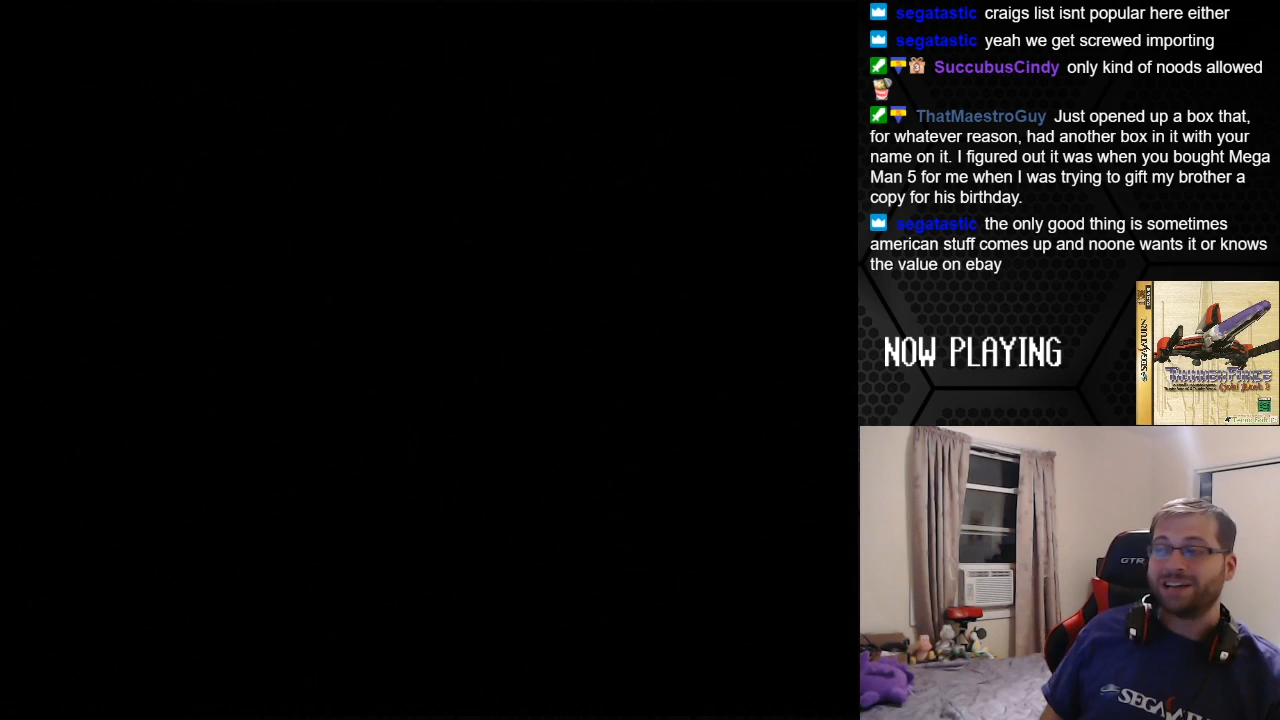 segatastic craigs list isnt popular here either
segatastic yeah we get screwed importing
SuccubusCindy only kind of noods allowed
ThatMaestroGuy Just opened up a box that,
for whatever reason, had another box in it with your
name on it. I figured out it was when you bought Mega
Man 5 for me when I was trying to gift my brother a
copy for his birthday.
segatastic the only good thing is sometimes
american stuff comes up and noone wants it or knows
the value on ebay
NOW PLAYING
SEGA SATURN
THUNDER FORCE
Gold Pack 2
GTR
SEGA SATURN